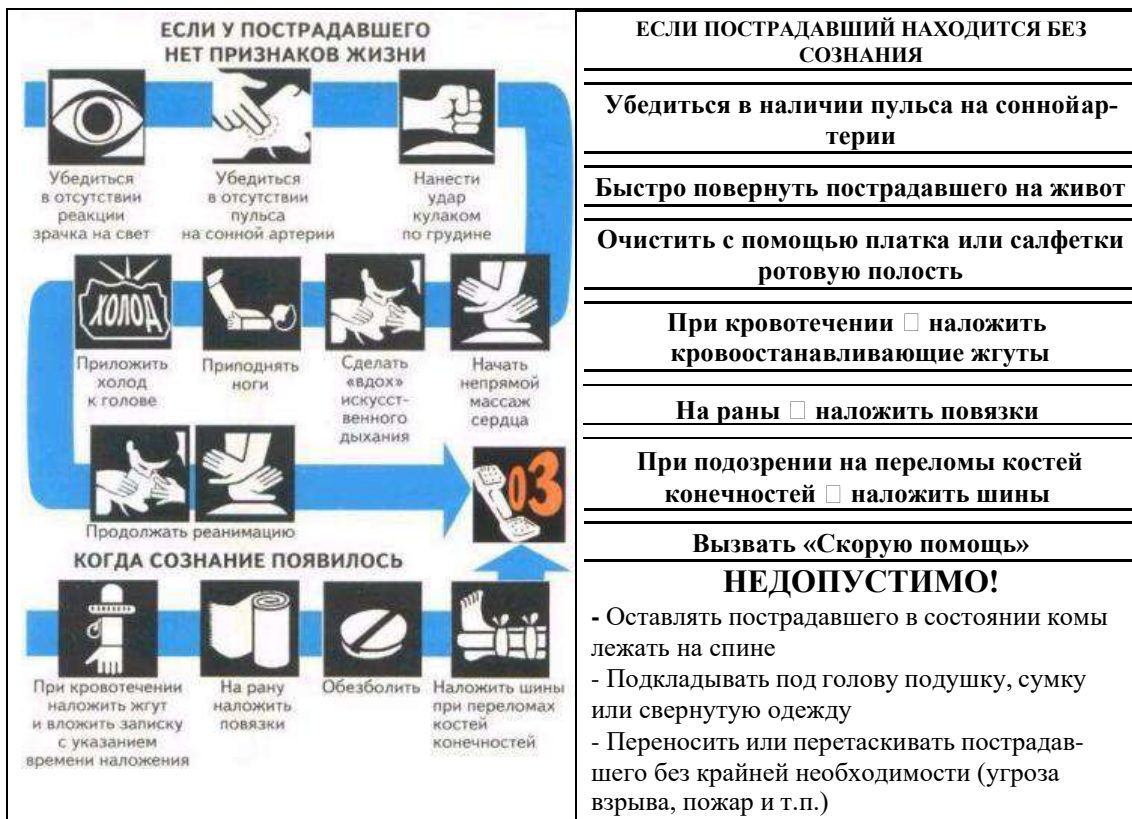 ЕСЛИ У ПОСТРАДАВШЕГО
НЕТ ПРИЗНАКОВ ЖИЗНИ
Убедиться
в отсутствии
реакции
зрачка на свет
Убедиться
в отсутствии
пульса
на сонной артерии
Нанести
удар
кулаком
по грудине
ХОЛОД
Приложить
холод
к голове
Приподнять
ноги
Сделать
«вдох»
искусст-
венного
дыхания
Начать
непрямой
массаж
сердца
Продолжать реанимацию
03
КОГДА СОЗНАНИЕ ПОЯВИЛОСЬ
При кровотечении
наложить жгут
и вложить записку
с указанием
времени наложения
На рану
наложить
повязки
Обезболить
Наложить шины
при переломах
костей
конечностей
ЕСЛИ ПОСТРАДАВШИЙ НАХОДИТСЯ БЕЗ
СОЗНАНИЯ
Убедиться в наличии пульса на соннойар-
терии
Быстро повернуть пострадавшего на живот
Очистить с помощью платка или салфетки
ротовую полость
При кровотечении □ наложить
кровоостанавливающие жгуты
На раны □ наложить повязки
При подозрении на переломы костей
конечностей □ наложить шины
Вызвать «Скорую помощь»
НЕДОПУСТИМО!
- Оставлять пострадавшего в состоянии комы
лежать на спине
- Подкладывать под голову подушку, сумку
или свернутую одежду
- Переносить или перетаскивать пострадав-
шего без крайней необходимости (угроза
взрыва, пожар и т.п.)